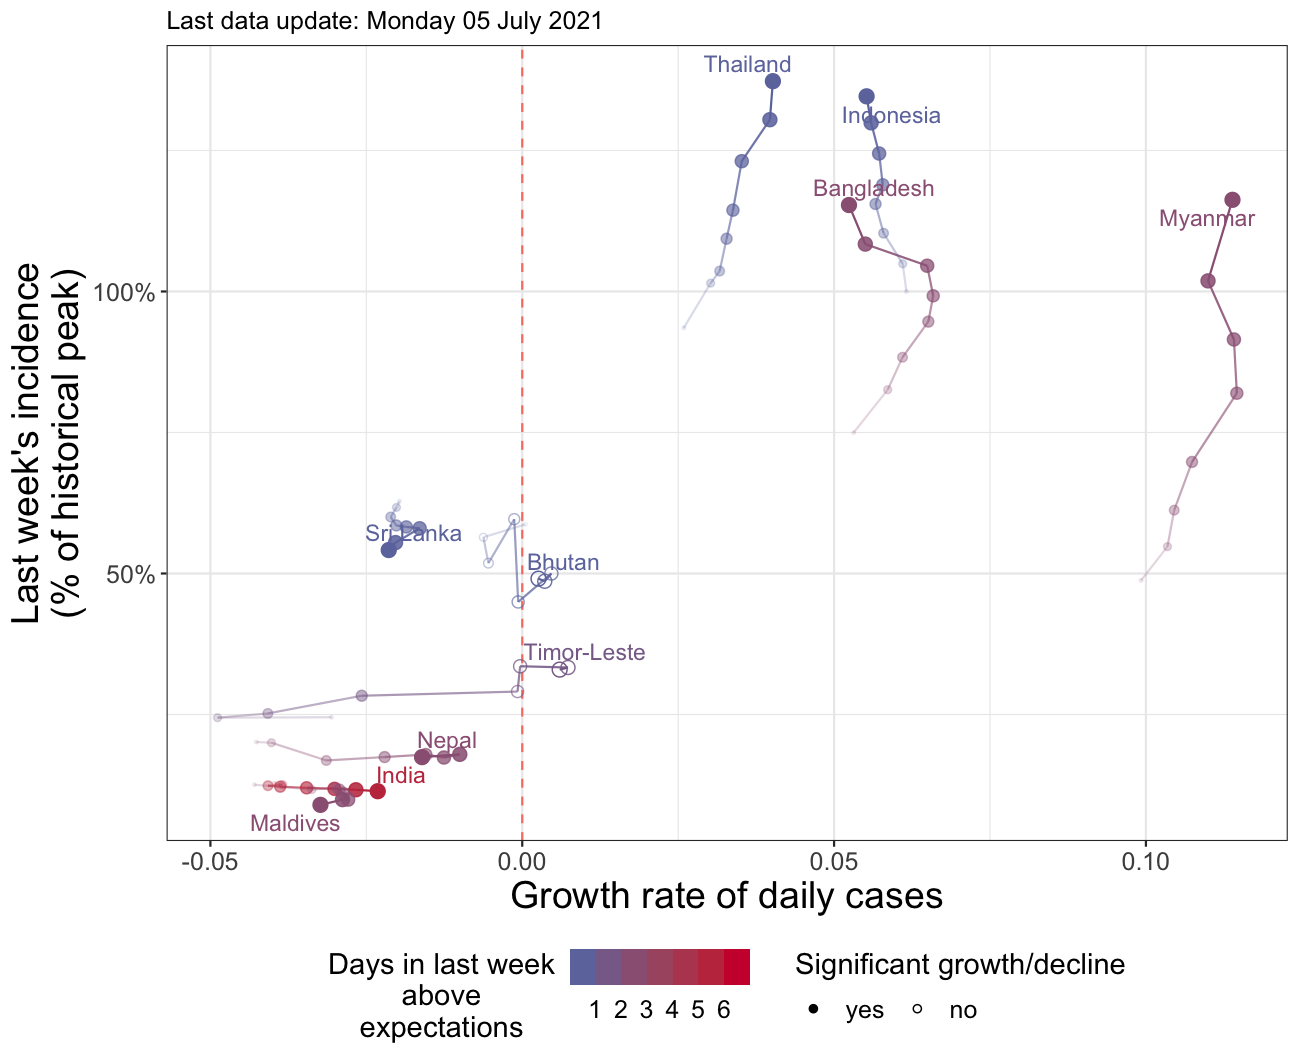 Last data update: Monday 05 July 2021
Thailand
Indonesia
Bangladesh
Myanmar
Sri Lanka
Bhutan
Timor-Leste
Nepal
India
Maldives
100%
50%
Last week's incidence
(% of historical peak)
-0.05 0.00 0.05 0.10
Growth rate of daily cases
Days in last week
above
expectations
1 2 3 4 5 6
Significant growth/decline
yes no